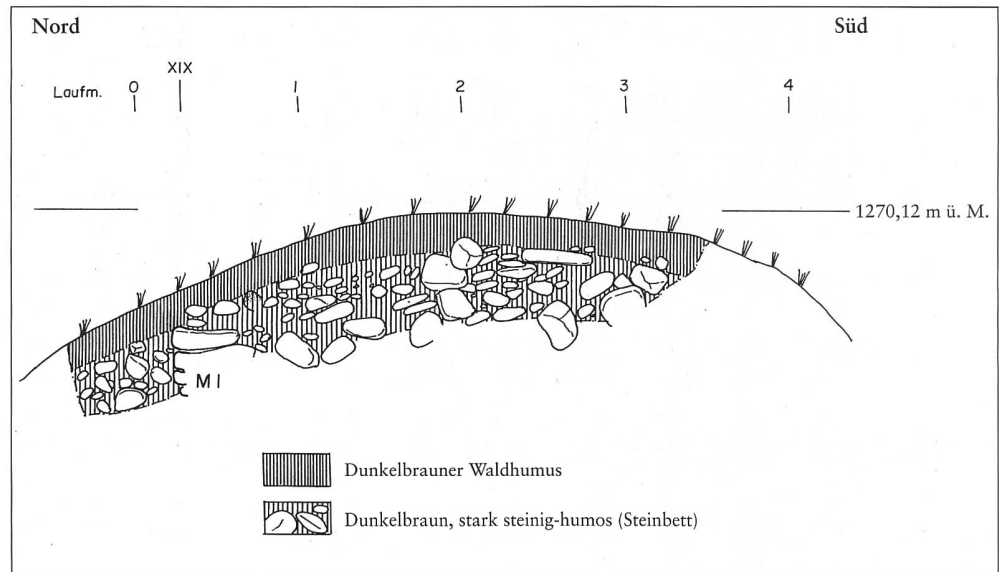 Nord Süd
XIX
Laufm. 0 1 2 3 4
1270,12 m ü. M.
M I
Dunkelbrauner Waldhumus
Dunkelbraun, stark steinig-humos (Steinbett)